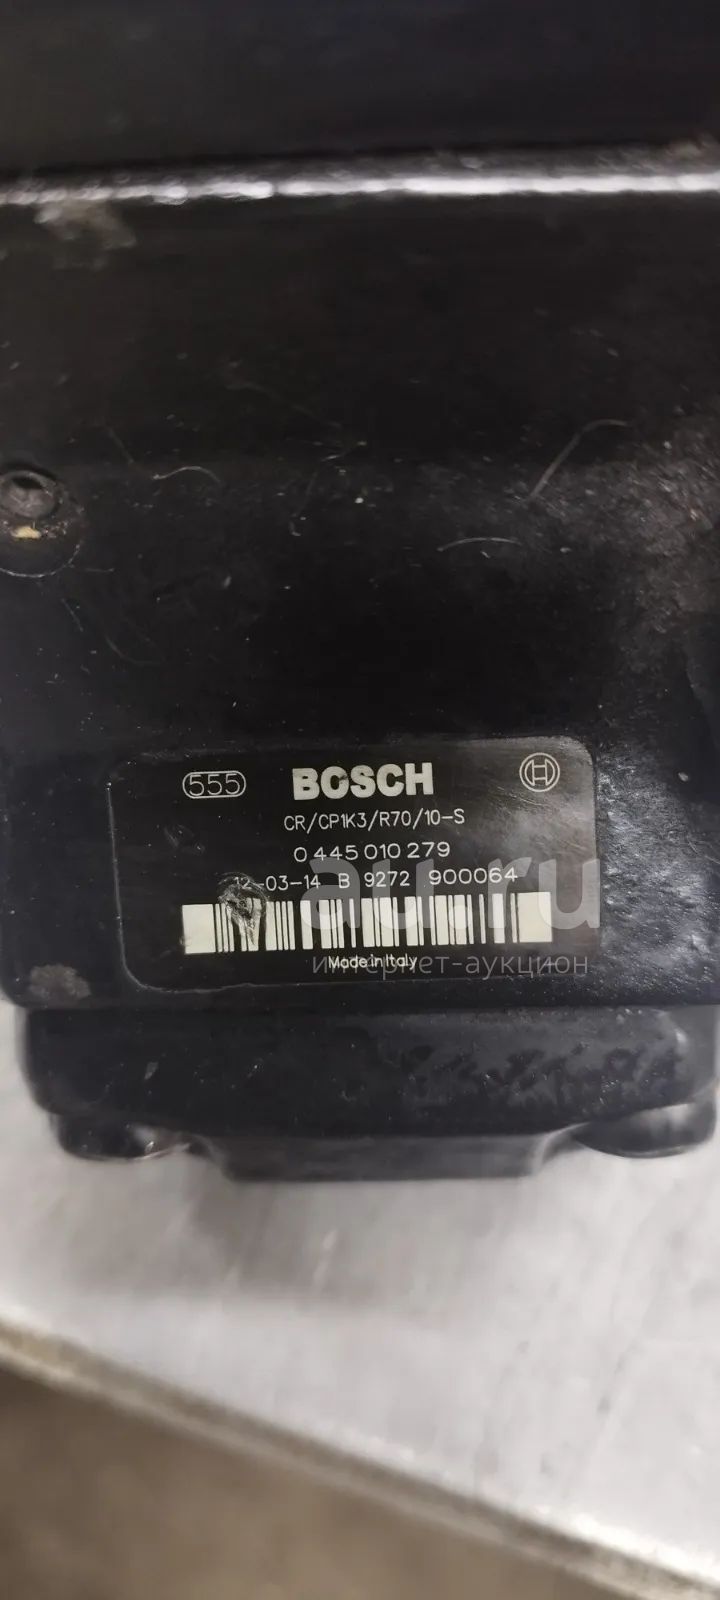 555 BOSCH
CR/CP1K3/R70/10-S
0 445 010 279
12-03-14 B 9272 900064
Made in Italy
au.ru
интернет-аукцион